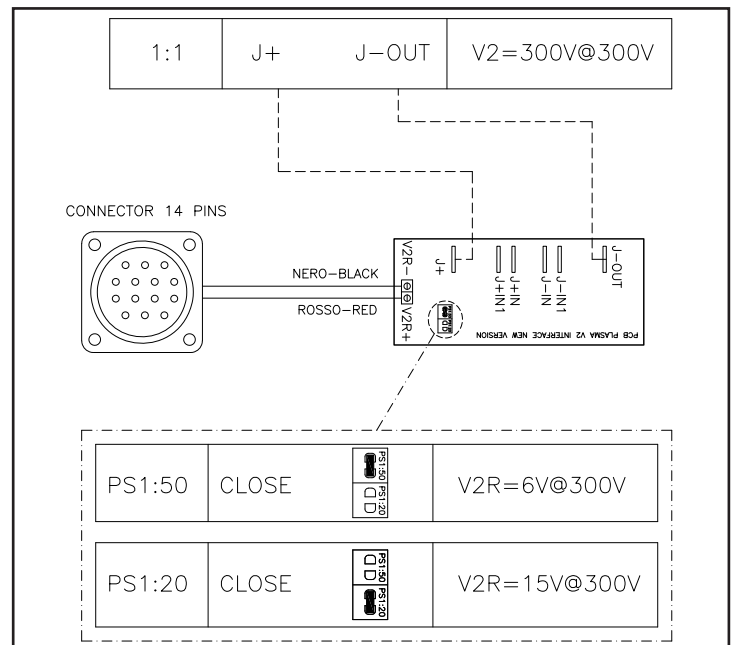 1:1 J+ J-OUT V2=300V@300V
CONNECTOR 14 PINS
NERO-BLACK
ROSSO-RED
V2R-
V2R+
J+
J+IN1
J+IN
J-IN
J-IN1
J-OUT
PCB PLASMA V2 INTERFACE NEW VERSION
PS1:50 CLOSE PS1:50 PS1:20 V2R=6V@300V
PS1:20 CLOSE PS1:50 PS1:20 V2R=15V@300V